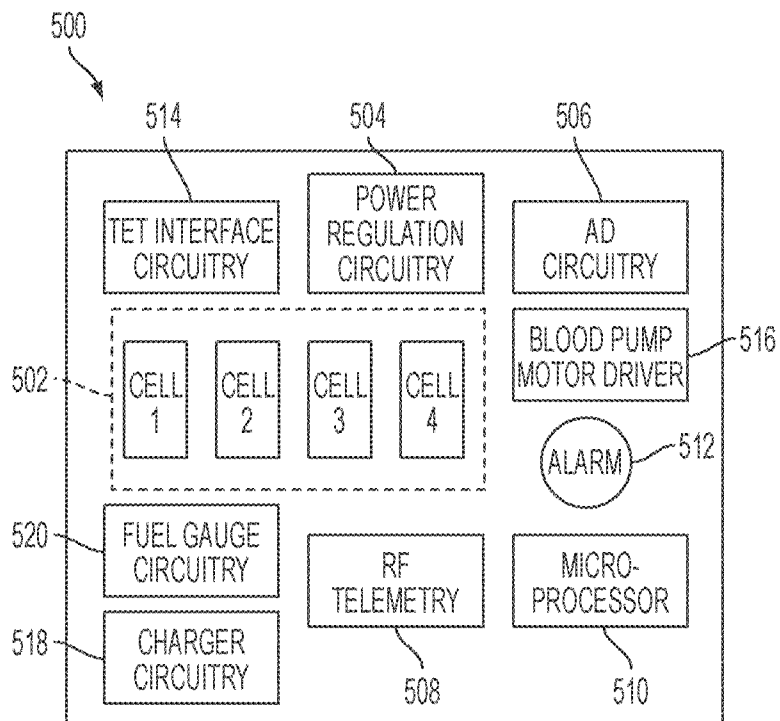 500
514
504
506
TET INTERFACE
CIRCUITRY
POWER
REGULATION
CIRCUITRY
AD
CIRCUITRY
502
CELL
1
CELL
2
CELL
3
CELL
4
BLOOD PUMP
MOTOR DRIVER
516
ALARM
512
520
FUEL GAUGE
CIRCUITRY
RF
TELEMETRY
MICRO-
PROCESSOR
518
CHARGER
CIRCUITRY
508
510